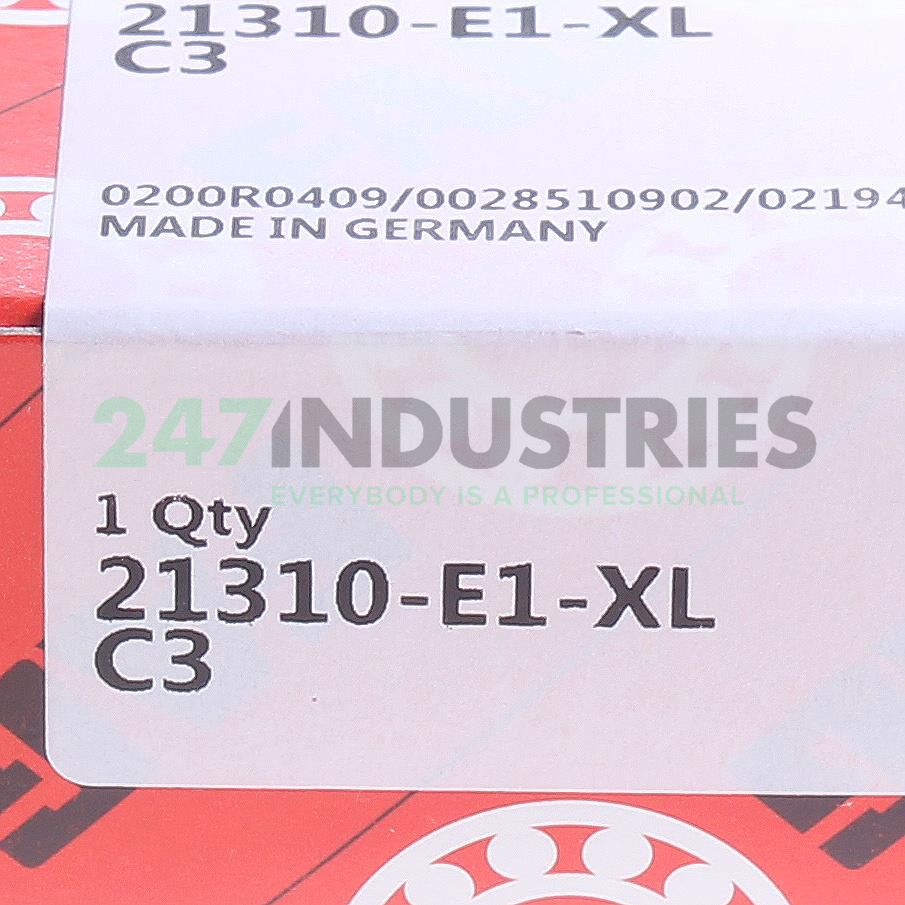 21310-E1-XL
C3
0200R0409/0028510902/02194
MADE IN GERMANY
247INDUSTRIES
EVERYBODY IS A PROFESSIONAL
1 Qty
21310-E1-XL
C3